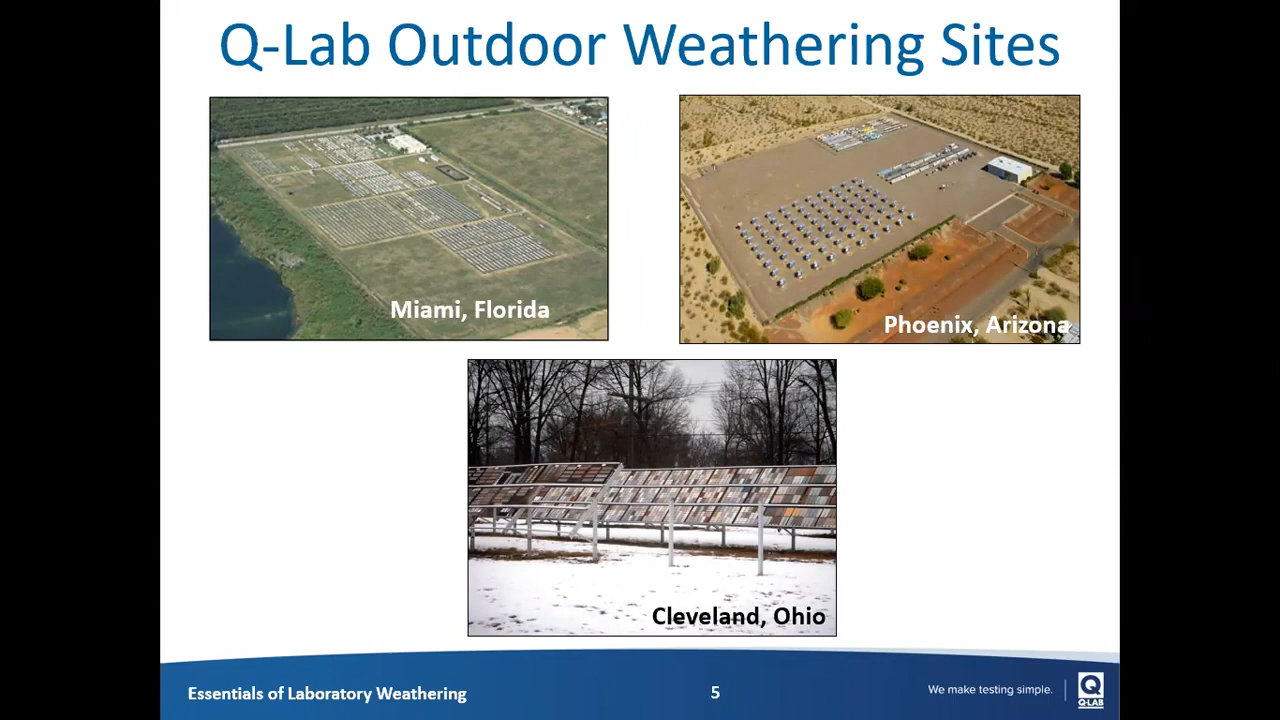 Q-Lab Outdoor Weathering Sites
Miami, Florida
Phoenix, Arizona
Cleveland, Ohio
Essentials of Laboratory Weathering
5
We make testing simple.
Q
Q-LAB